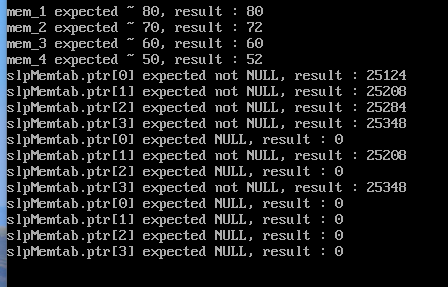 mem_1 expected ~ 80, result : 80
mem_2 expected ~ 70, result : 72
mem_3 expected ~ 60, result : 60
mem_4 expected ~ 50, result : 52
slpMemtab.ptr[0] expected not NULL, result : 25124
slpMemtab.ptr[1] expected not NULL, result : 25208
slpMemtab.ptr[2] expected not NULL, result : 25284
slpMemtab.ptr[3] expected not NULL, result : 25348
slpMemtab.ptr[0] expected NULL, result : 0
slpMemtab.ptr[1] expected not NULL, result : 25208
slpMemtab.ptr[2] expected NULL, result : 0
slpMemtab.ptr[3] expected not NULL, result : 25348
slpMemtab.ptr[0] expected NULL, result : 0
slpMemtab.ptr[1] expected NULL, result : 0
slpMemtab.ptr[2] expected NULL, result : 0
slpMemtab.ptr[3] expected NULL, result : 0